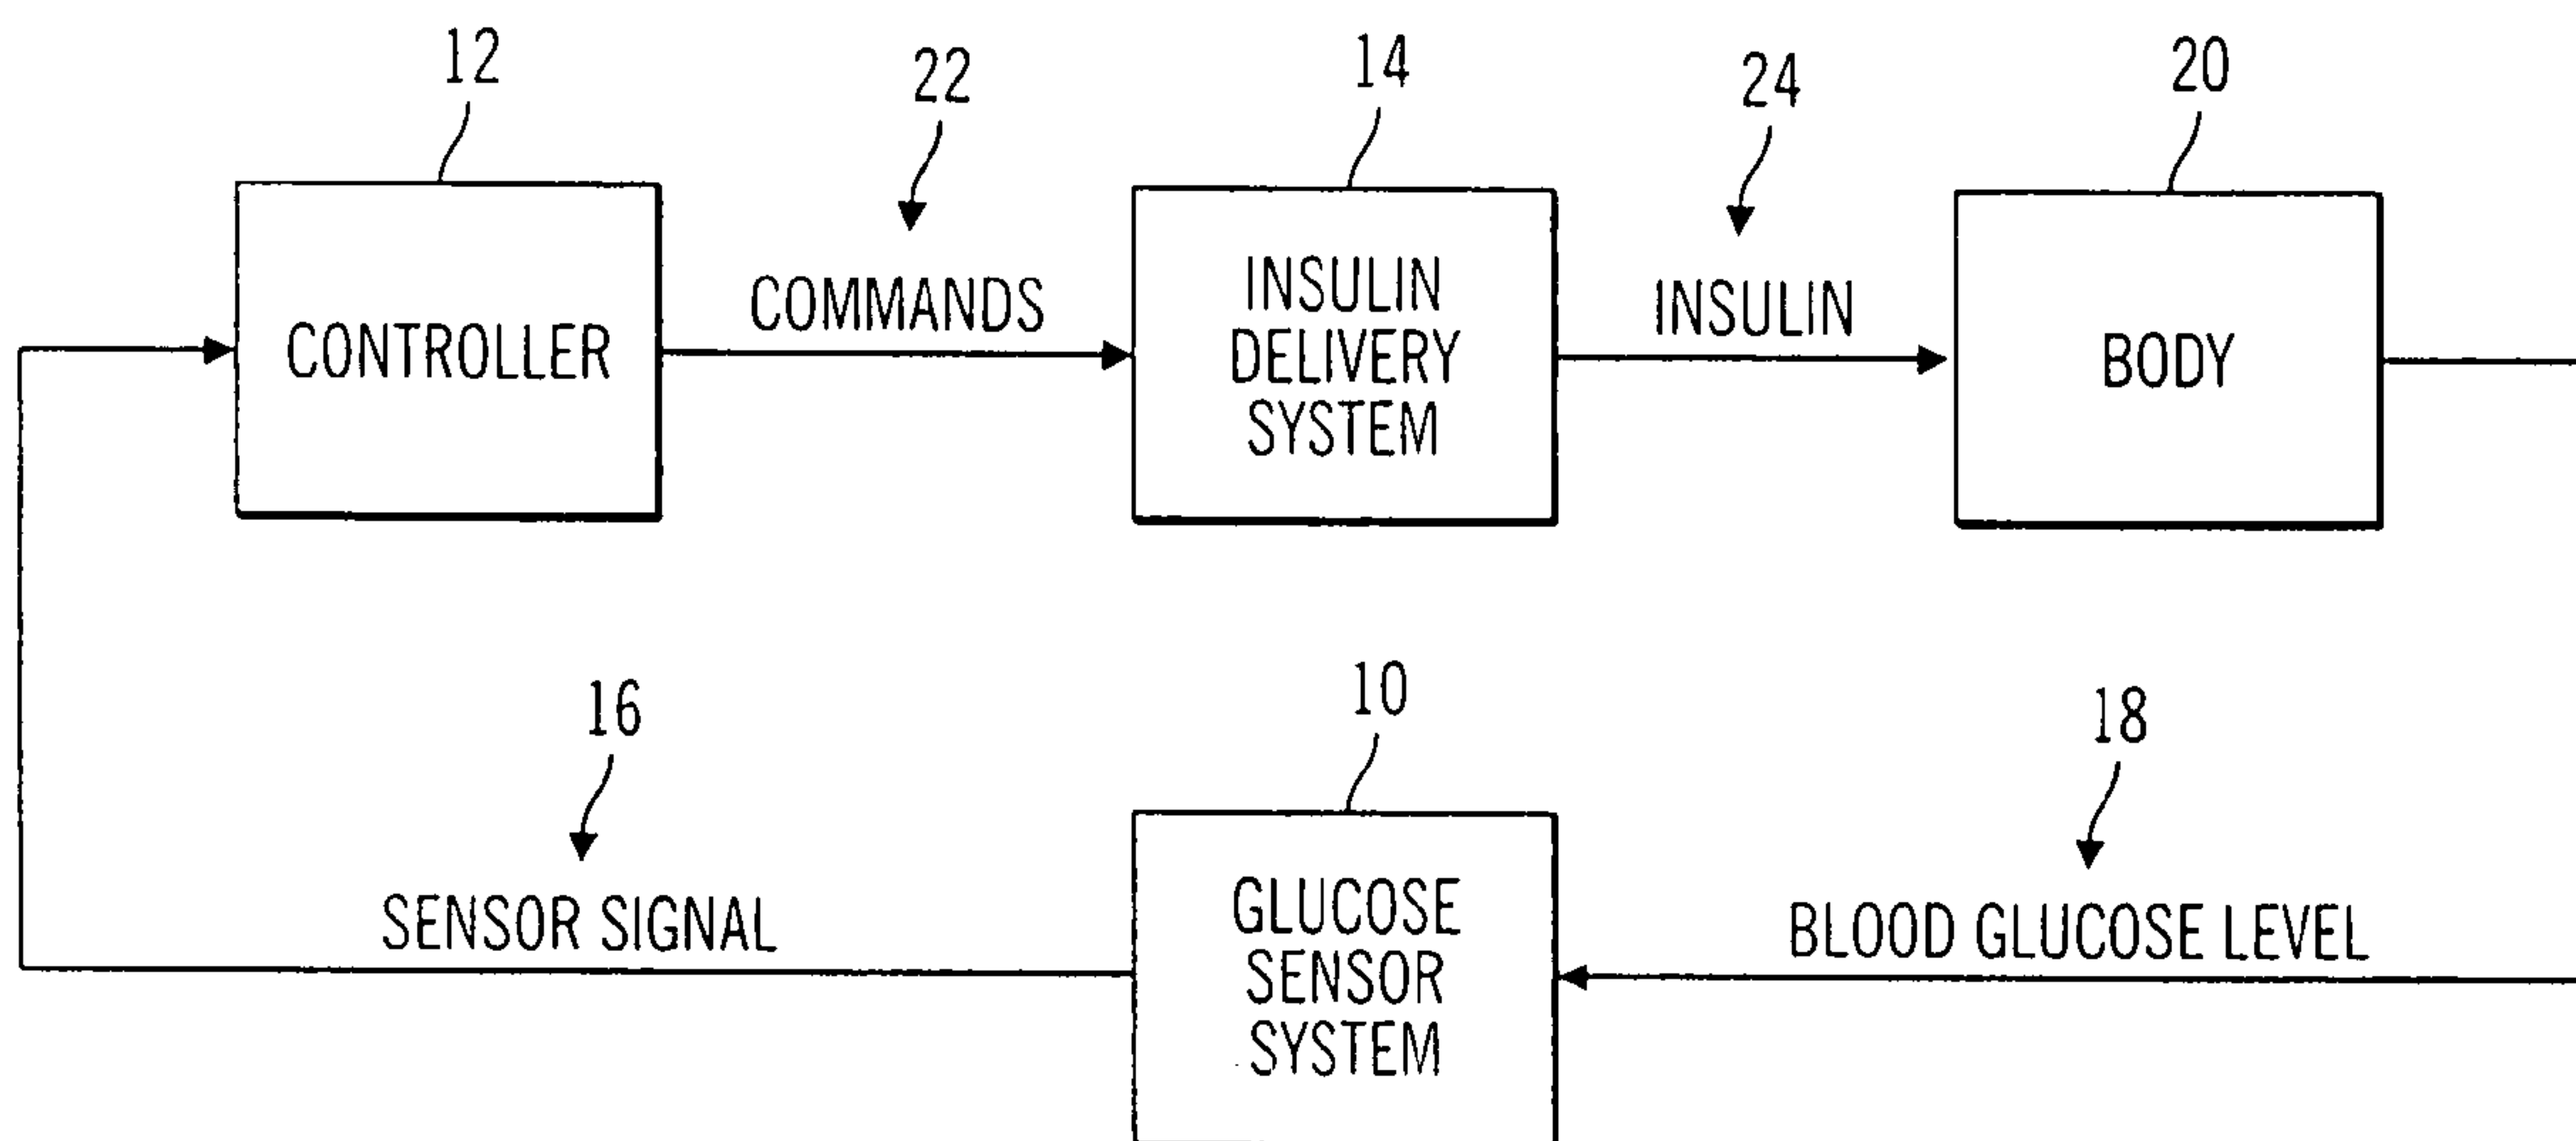 12
22
14
24
20
CONTROLLER
COMMANDS
INSULIN
DELIVERY
SYSTEM
INSULIN
BODY
16
10
18
SENSOR SIGNAL
GLUCOSE
SENSOR
SYSTEM
BLOOD GLUCOSE LEVEL